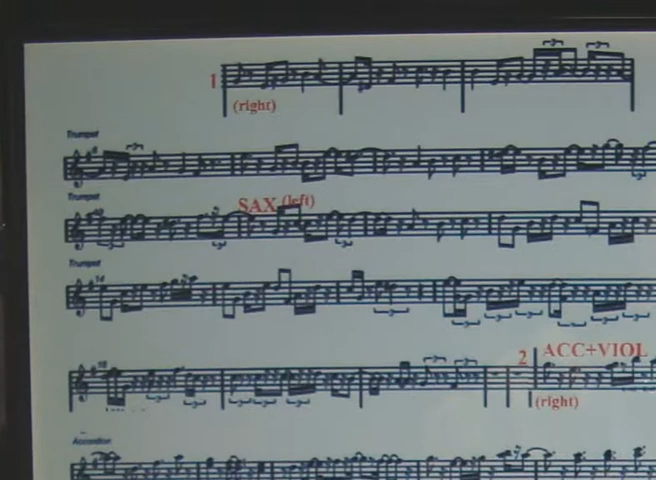 1
(right)
Trumpet
Trumpet
SAX (left)
Trumpet
2 ACC+VIOL
(right)
Accordion